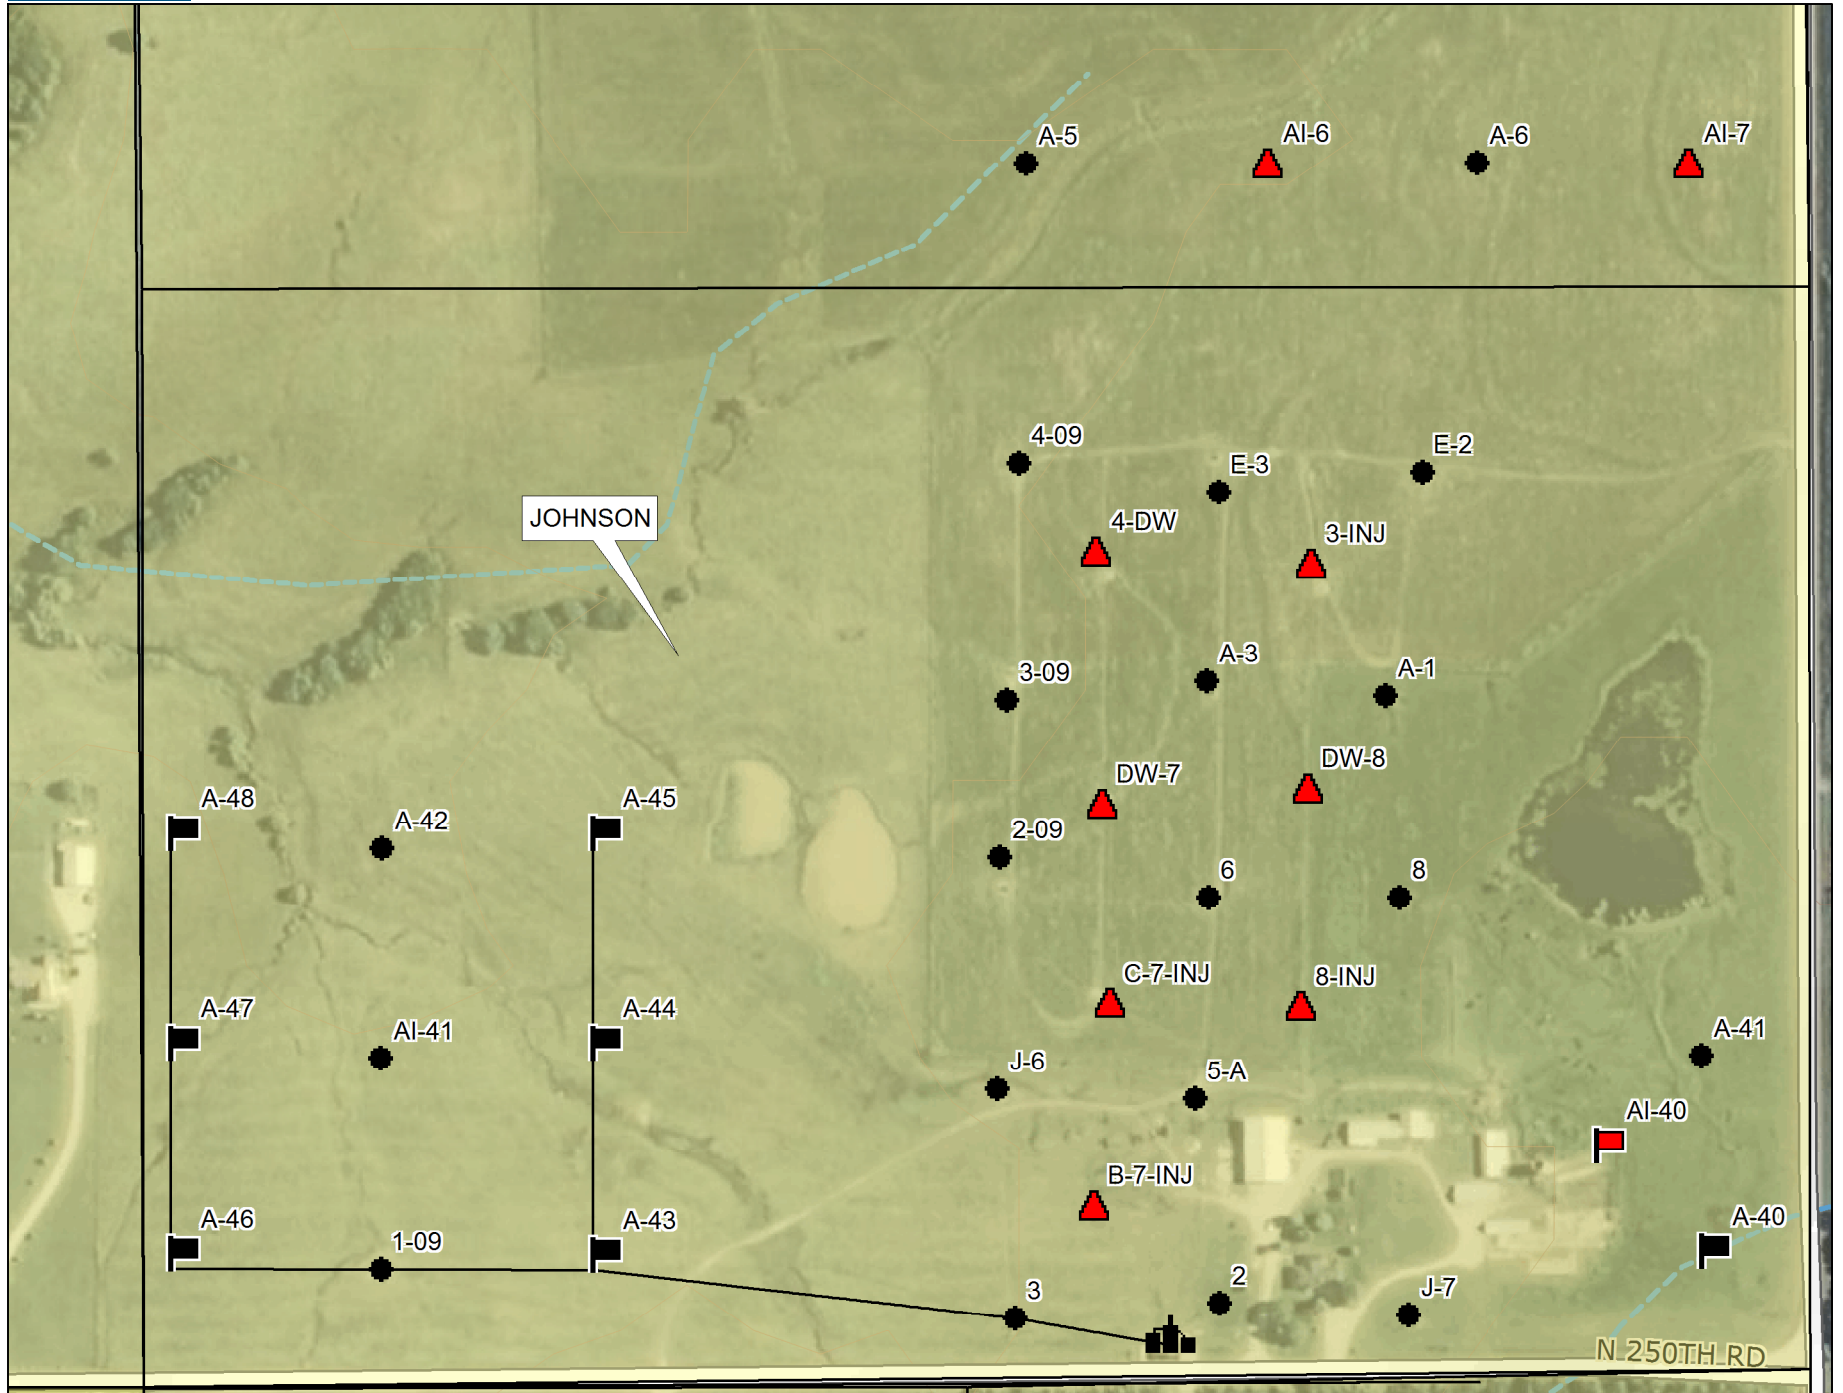 A-5
AI-6
A-6
AI-7
4-09
E-3
E-2
JOHNSON
4-DW
3-INJ
3-09
A-3
A-1
DW-7
DW-8
A-48
A-42
A-45
2-09
6
8
C-7-INJ
8-INJ
A-47
AI-41
A-44
J-6
5-A
A-41
AI-40
B-7-INJ
A-46
1-09
A-43
A-40
3
2
J-7
N 250TH RD